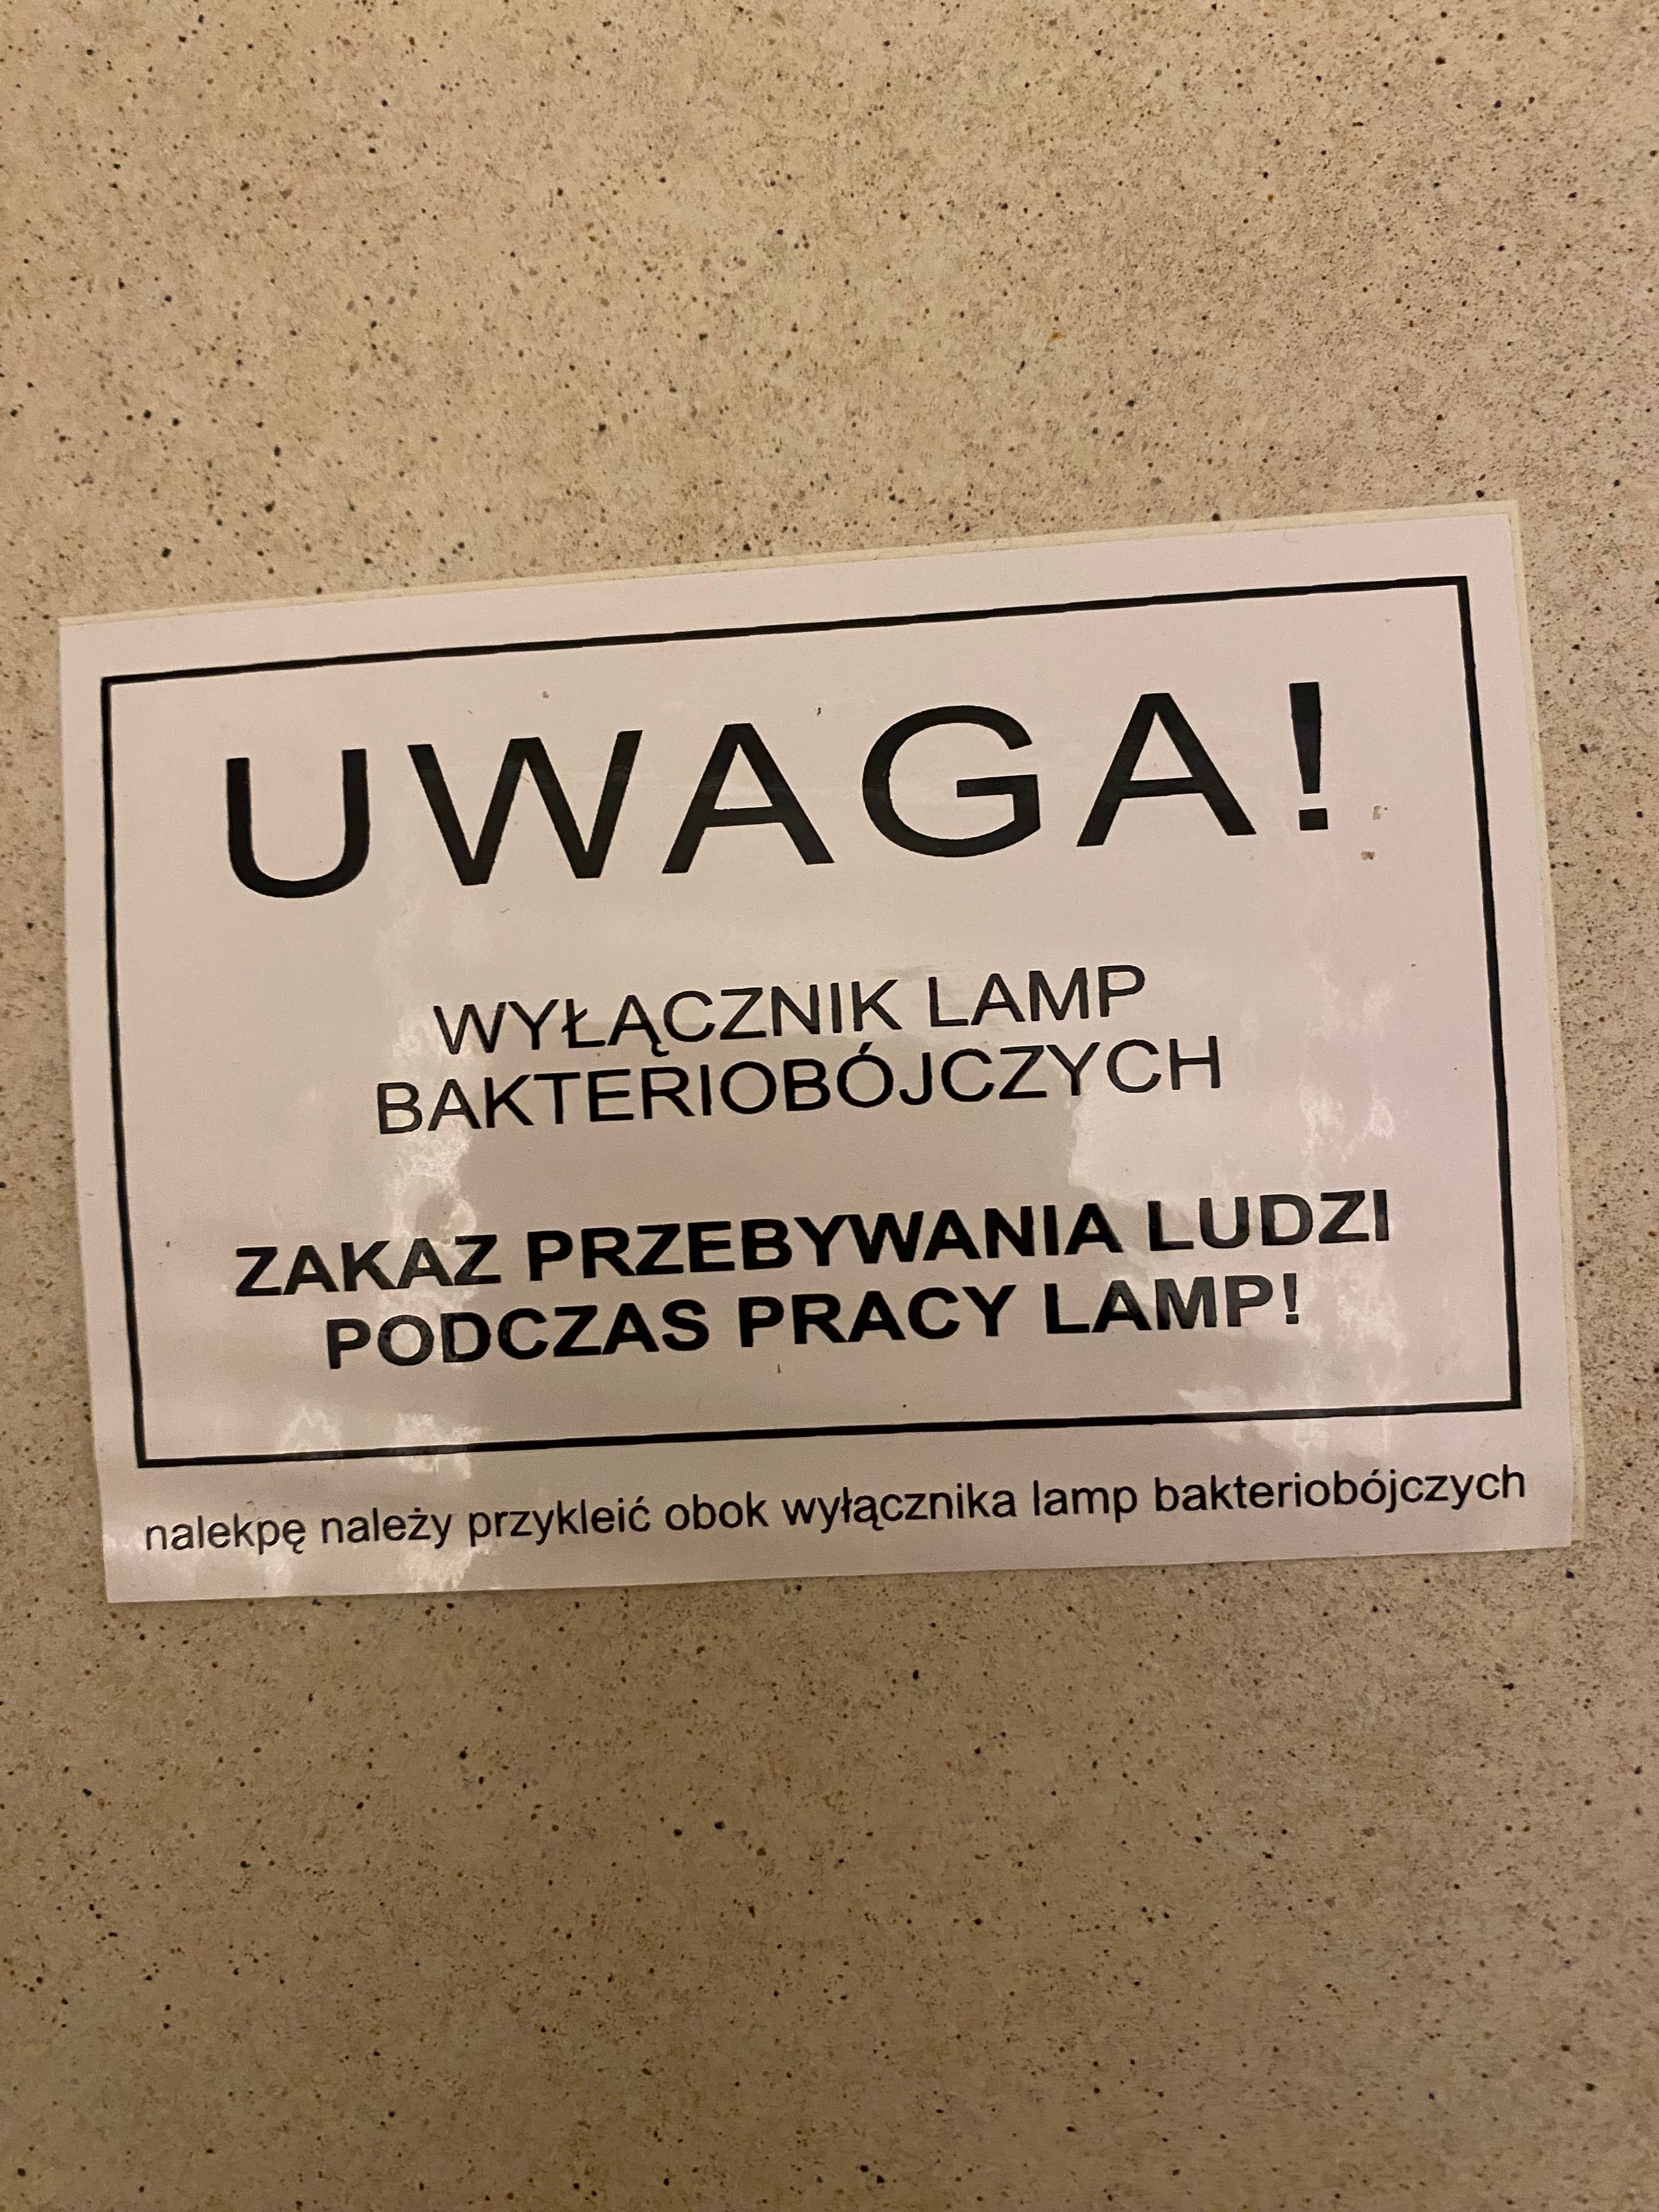 UWAGA!
WYŁĄCZNIK LAMP
BAKTERIOBÓJCZYCH
ZAKAZ PRZEBYWANIA LUDZI
PODCZAS PRACY LAMP!
nalekpę należy przykleić obok wyłącznika lamp bakteriobójczych